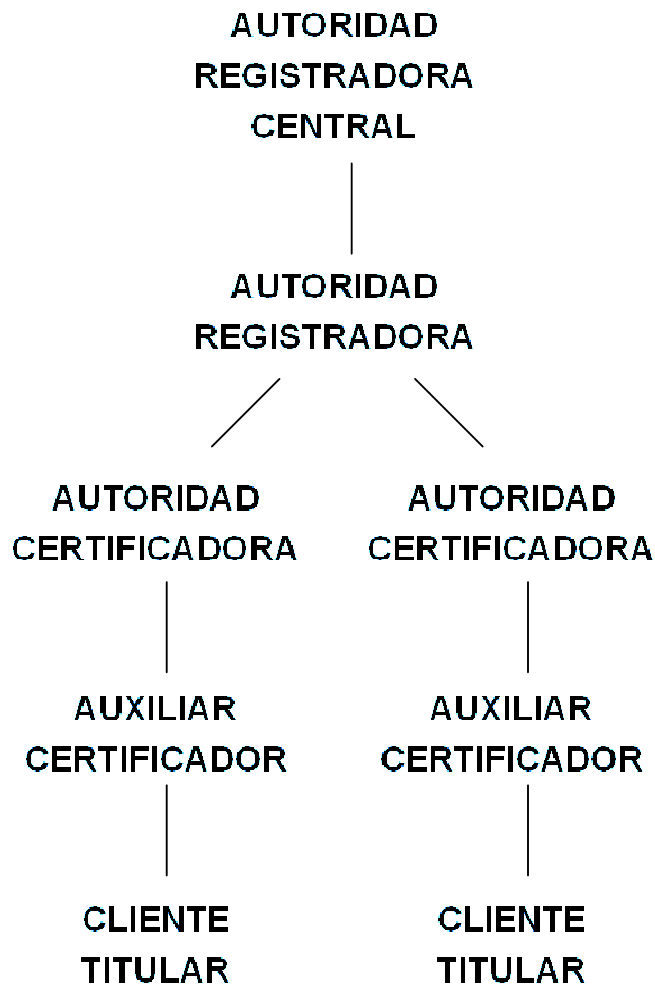 AUTORIDAD
REGISTRADORA
CENTRAL
AUTORIDAD
REGISTRADORA
AUTORIDAD
CERTIFICADORA
AUTORIDAD
CERTIFICADORA
AUXILIAR
CERTIFICADOR
AUXILIAR
CERTIFICADOR
CLIENTE
TITULAR
CLIENTE
TITULAR